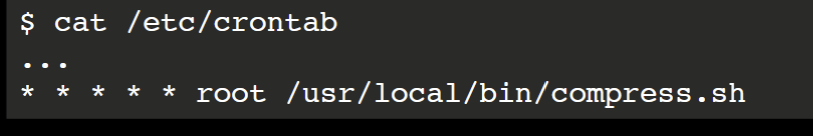 $ cat /etc/crontab
...
* * * * * root /usr/local/bin/compress.sh